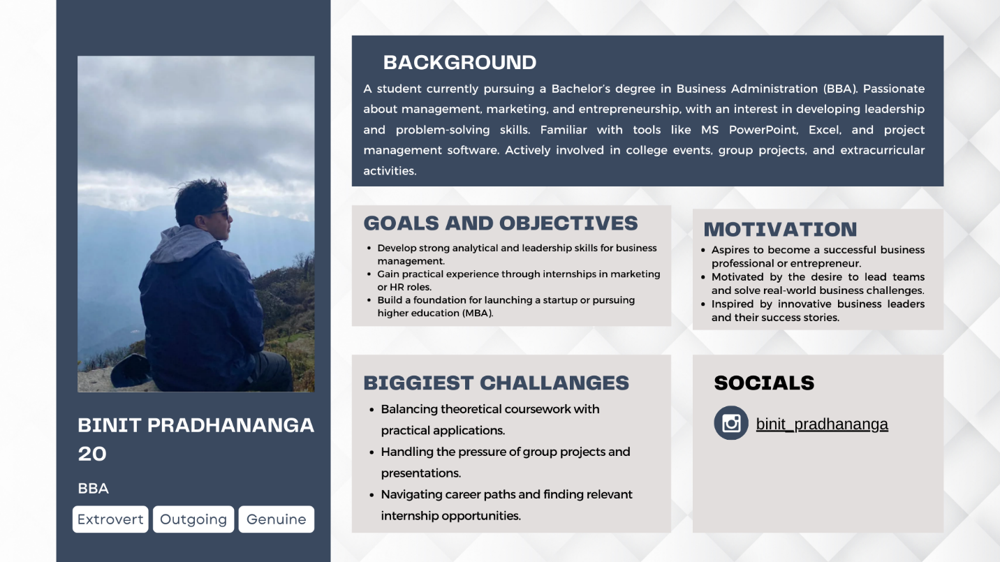 BINIT PRADHANANGA
20
BBA
Extrovert Outgoing Genuine
BACKGROUND
A student currently pursuing a Bachelor’s degree in Business Administration (BBA). Passionate
about management, marketing, and entrepreneurship, with an interest in developing leadership
and problem-solving skills. Familiar with tools like MS PowerPoint, Excel, and project
management software. Actively involved in college events, group projects, and extracurricular
activities.
GOALS AND OBJECTIVES
• Develop strong analytical and leadership skills for business
management.
• Gain practical experience through internships in marketing
or HR roles.
• Build a foundation for launching a startup or pursuing
higher education (MBA).
MOTIVATION
• Aspires to become a successful business
professional or entrepreneur.
• Motivated by the desire to lead teams
and solve real-world business challenges.
• Inspired by innovative business leaders
and their success stories.
BIGGIEST CHALLANGES
• Balancing theoretical coursework with
practical applications.
• Handling the pressure of group projects and
presentations.
• Navigating career paths and finding relevant
internship opportunities.
SOCIALS
binit_pradhananga